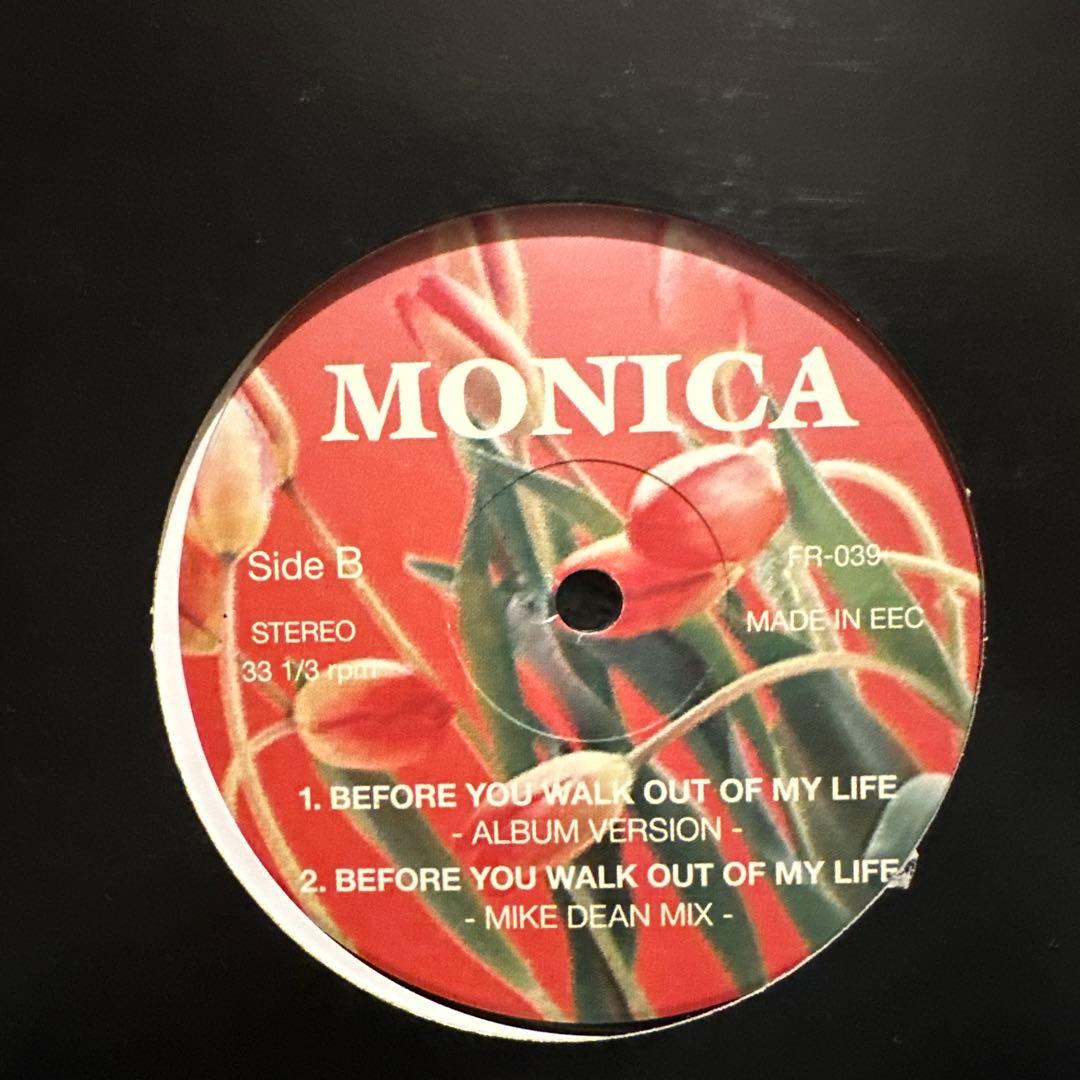 MONICA
Side B
FR-039
STEREO
MADE IN EEC
33 1/3 rpm
1. BEFORE YOU WALK OUT OF MY LIFE
- ALBUM VERSION -
2. BEFORE YOU WALK OUT OF MY LIFE
- MIKE DEAN MIX -